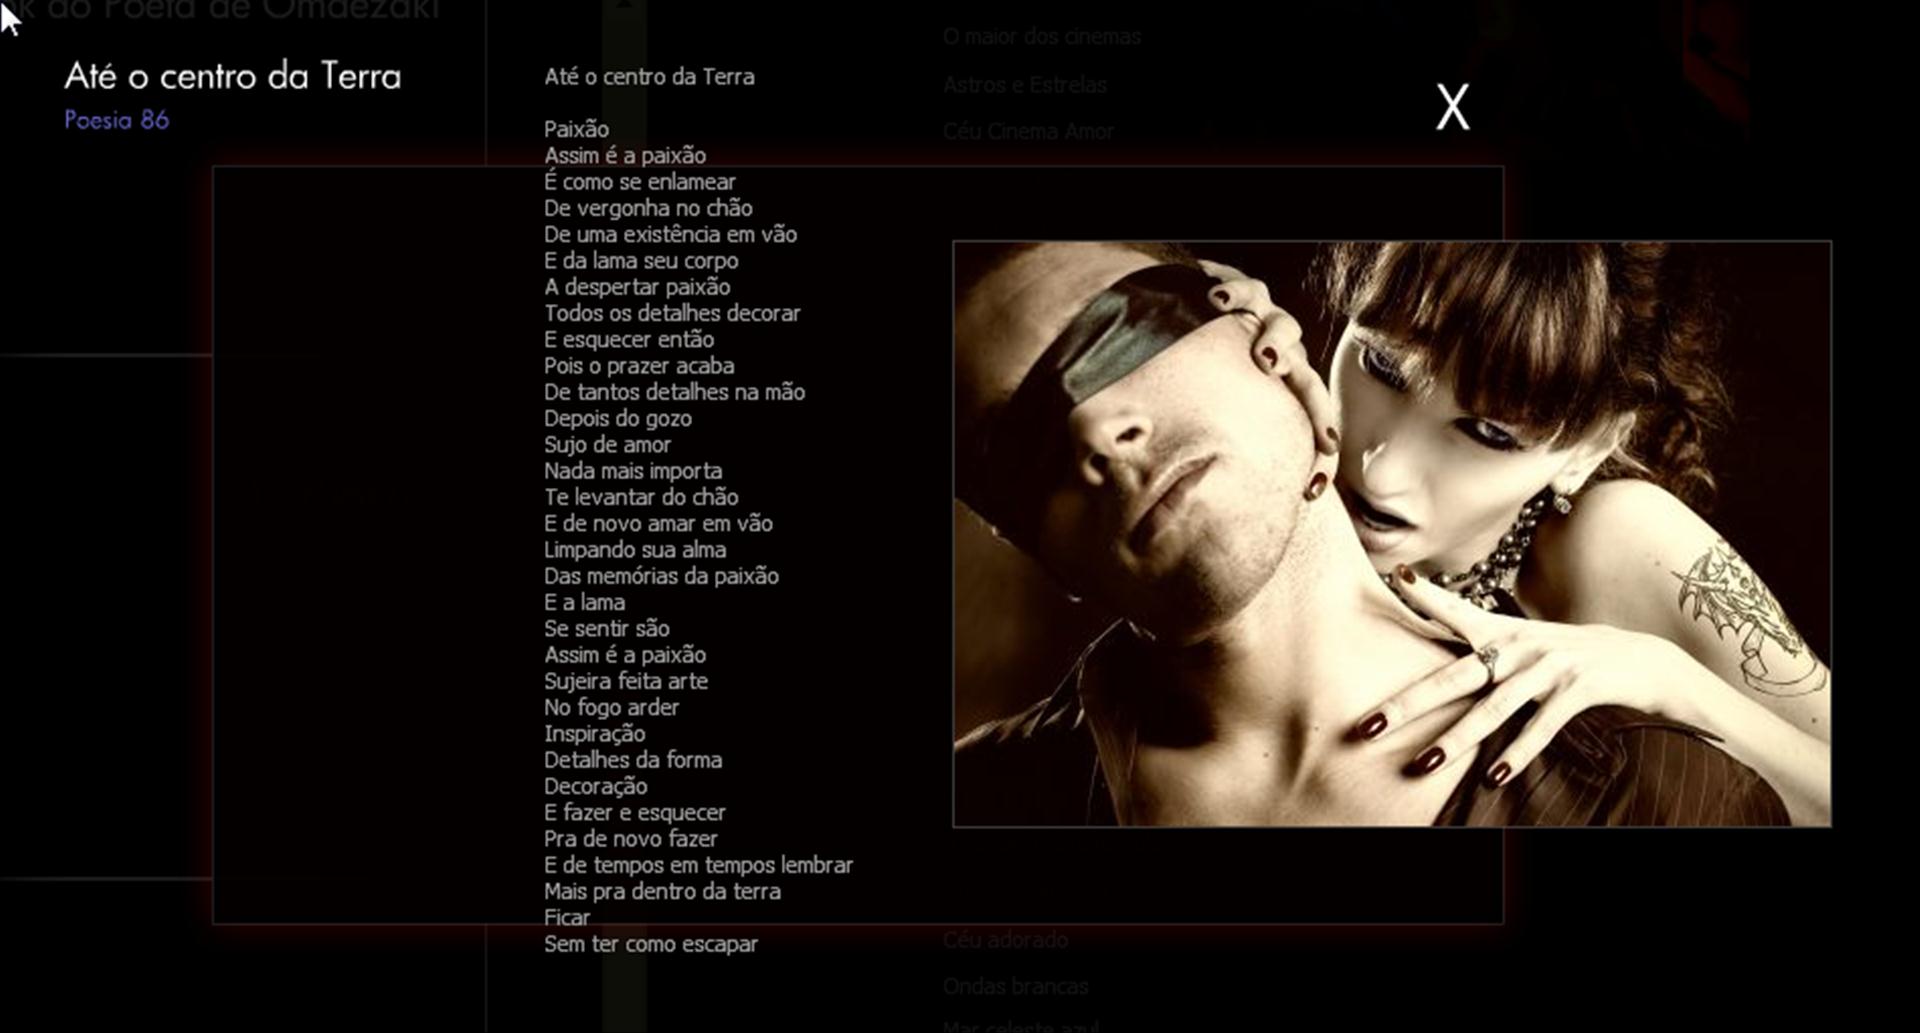 ok do Poeta de Omaezaki
Até o centro da Terra
Poesia 86
Até o centro da Terra
Paixão
Assim é a paixão
É como se enlamear
De vergonha no chão
De uma existência em vão
E da lama seu corpo
A despertar paixão
Todos os detalhes decorar
E esquecer então
Pois o prazer acaba
De tantos detalhes na mão
Depois do gozo
Sujo de amor
Nada mais importa
Te levantar do chão
E de novo amar em vão
Limpando sua alma
Das memórias da paixão
E a lama
Se sentir são
Assim é a paixão
Sujeira feita arte
No fogo arder
Inspiração
Detalhes da forma
Decoração
E fazer e esquecer
Pra de novo fazer
E de tempos em tempos lembrar
Mais pra dentro da terra
Ficar
Sem ter como escapar
X
O maior dos cinemas
Astros e Estrelas
Céu Cinema Amor
Céu adorado
Ondas brancas
Mar celeste azul